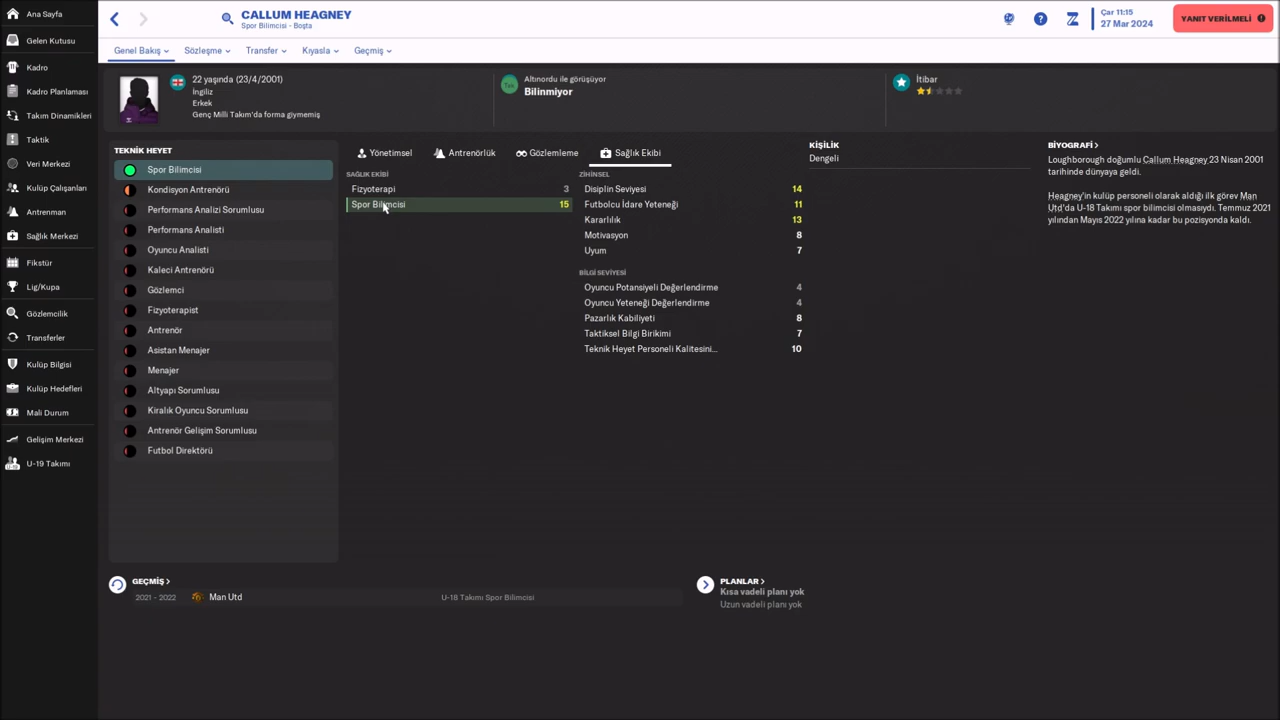 Ana Sayfa
Gelen Kutusu
Kadro
Kadro Planlaması
Takım Dinamikleri
Taktik
Veri Merkezi
Kulüp Çalışanları
Antrenman
Sağlık Merkezi
Fikstür
Lig/Kupa
Gözlemcilik
Transferler
Kulüp Bilgisi
Kulüp Hedefleri
Mali Durum
Gelişim Merkezi
U-19 Takımı
CALLUM HEAGNEY
Spor Bilimcisi - Boşta
Çar 11:15
27 Mar 2024
YANIT VERİLMELİ
Genel Bakış
Sözleşme
Transfer
Kıyasla
Geçmiş
22 yaşında (23/4/2001)
İngiliz
Erkek
Genç Milli Takım'da forma giymemiş
Tek
Altınordu ile görüşüyor
Bilinmiyor
İtibar
TEKNİK HEYET
Spor Bilimcisi
Kondisyon Antrenörü
Performans Analizi Sorumlusu
Performans Analisti
Oyuncu Analisti
Kaleci Antrenörü
Gözlemci
Fizyoterapist
Antrenör
Asistan Menajer
Menajer
Altyapı Sorumlusu
Kiralık Oyuncu Sorumlusu
Antrenör Gelişim Sorumlusu
Futbol Direktörü
Yönetimsel
Antrenörlük
Gözlemleme
Sağlık Ekibi
SAĞLIK EKİBİ
Fizyoterapi 3
Spor Bilimcisi 15
ZİHİNSEL
Disiplin Seviyesi 14
Futbolcu İdare Yeteneği 11
Kararlılık 13
Motivasyon 8
Uyum 7
BİLGİ SEVİYESİ
Oyuncu Potansiyeli Değerlendirme 4
Oyuncu Yeteneği Değerlendirme 4
Pazarlık Kabiliyeti 8
Taktiksel Bilgi Birikimi 7
Teknik Heyet Personeli Kalitesini... 10
KİŞİLİK
Dengeli
BİYOGRAFİ >
Loughborough doğumlu Callum Heagney 23 Nisan 2001
tarihinde dünyaya geldi.
Heagney'in kulüp personeli olarak aldığı ilk görev Man
Utd'da U-18 Takımı spor bilimcisi olmasıydı. Temmuz 2021
yılından Mayıs 2022 yılına kadar bu pozisyonda kaldı.
GEÇMİŞ >
2021 - 2022 Man Utd U-18 Takımı Spor Bilimcisi
PLANLAR >
Kısa vadeli planı yok
Uzun vadeli planı yok